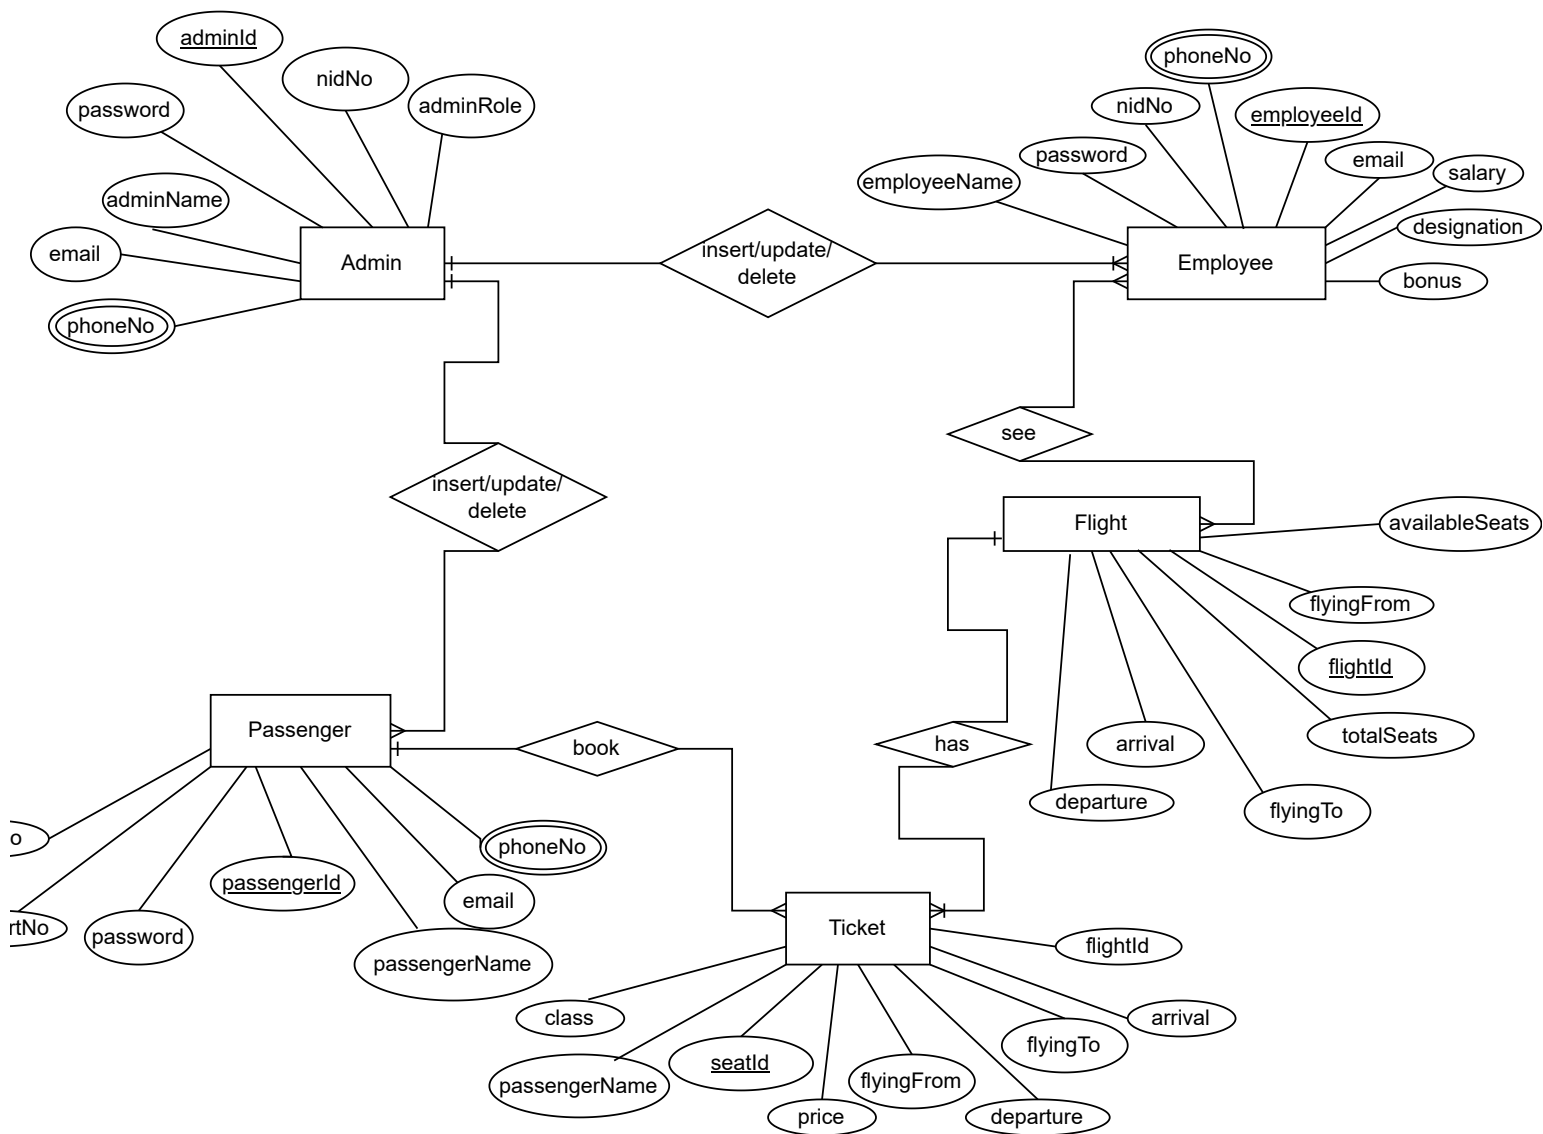 adminId
nidNo
adminRole
password
adminName
email
phoneNo
Admin
insert/update/
delete
phoneNo
nidNo
employeeId
password
email
employeeName
salary
designation
bonus
Employee
see
insert/update/
delete
Flight
availableSeats
flyingFrom
flightId
totalSeats
flyingTo
arrival
departure
has
Passenger
book
o
rtNo
password
passengerId
passengerName
email
phoneNo
Ticket
flightId
arrival
flyingTo
departure
flyingFrom
price
seatId
passengerName
class